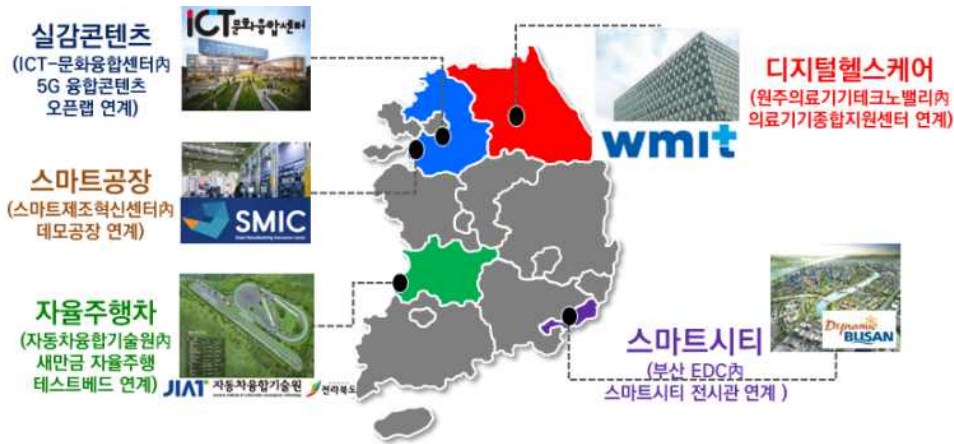 실감콘텐츠
(ICT-문화융합센터內
5G 융합콘텐츠
오픈랩 연계)
ICT문화융합센터
디지털헬스케어
(원주의료기기테크노밸리內
의료기기종합지원센터 연계)
wmit
스마트공장
(스마트제조혁신센터內
데모공장 연계)
SMIC
자율주행차
(자동차융합기술원內
새만금 자율주행
테스트베드 연계)
JIAT 자동차융합기술원
전라북도
스마트시티
(부산 EDC內
스마트시티 전시관 연계 )
Dynamic
BUSAN